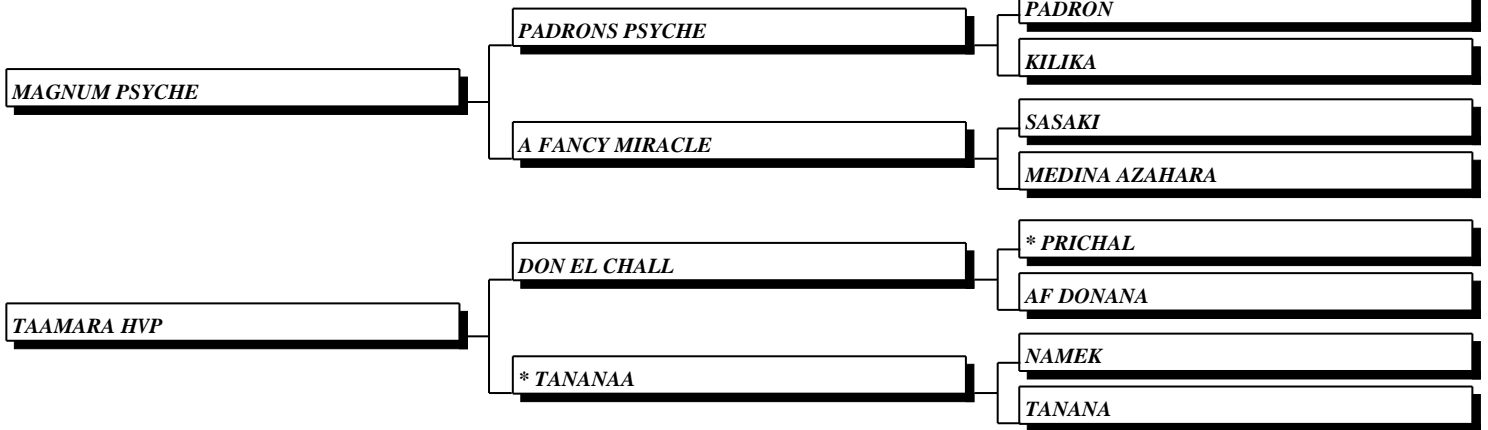 PADRON
PADRONS PSYCHE
KILIKA
MAGNUM PSYCHE
SASAKI
A FANCY MIRACLE
MEDINA AZAHARA
* PRICHAL
DON EL CHALL
AF DONANA
TAAMARA HVP
NAMEK
* TANANAA
TANANA